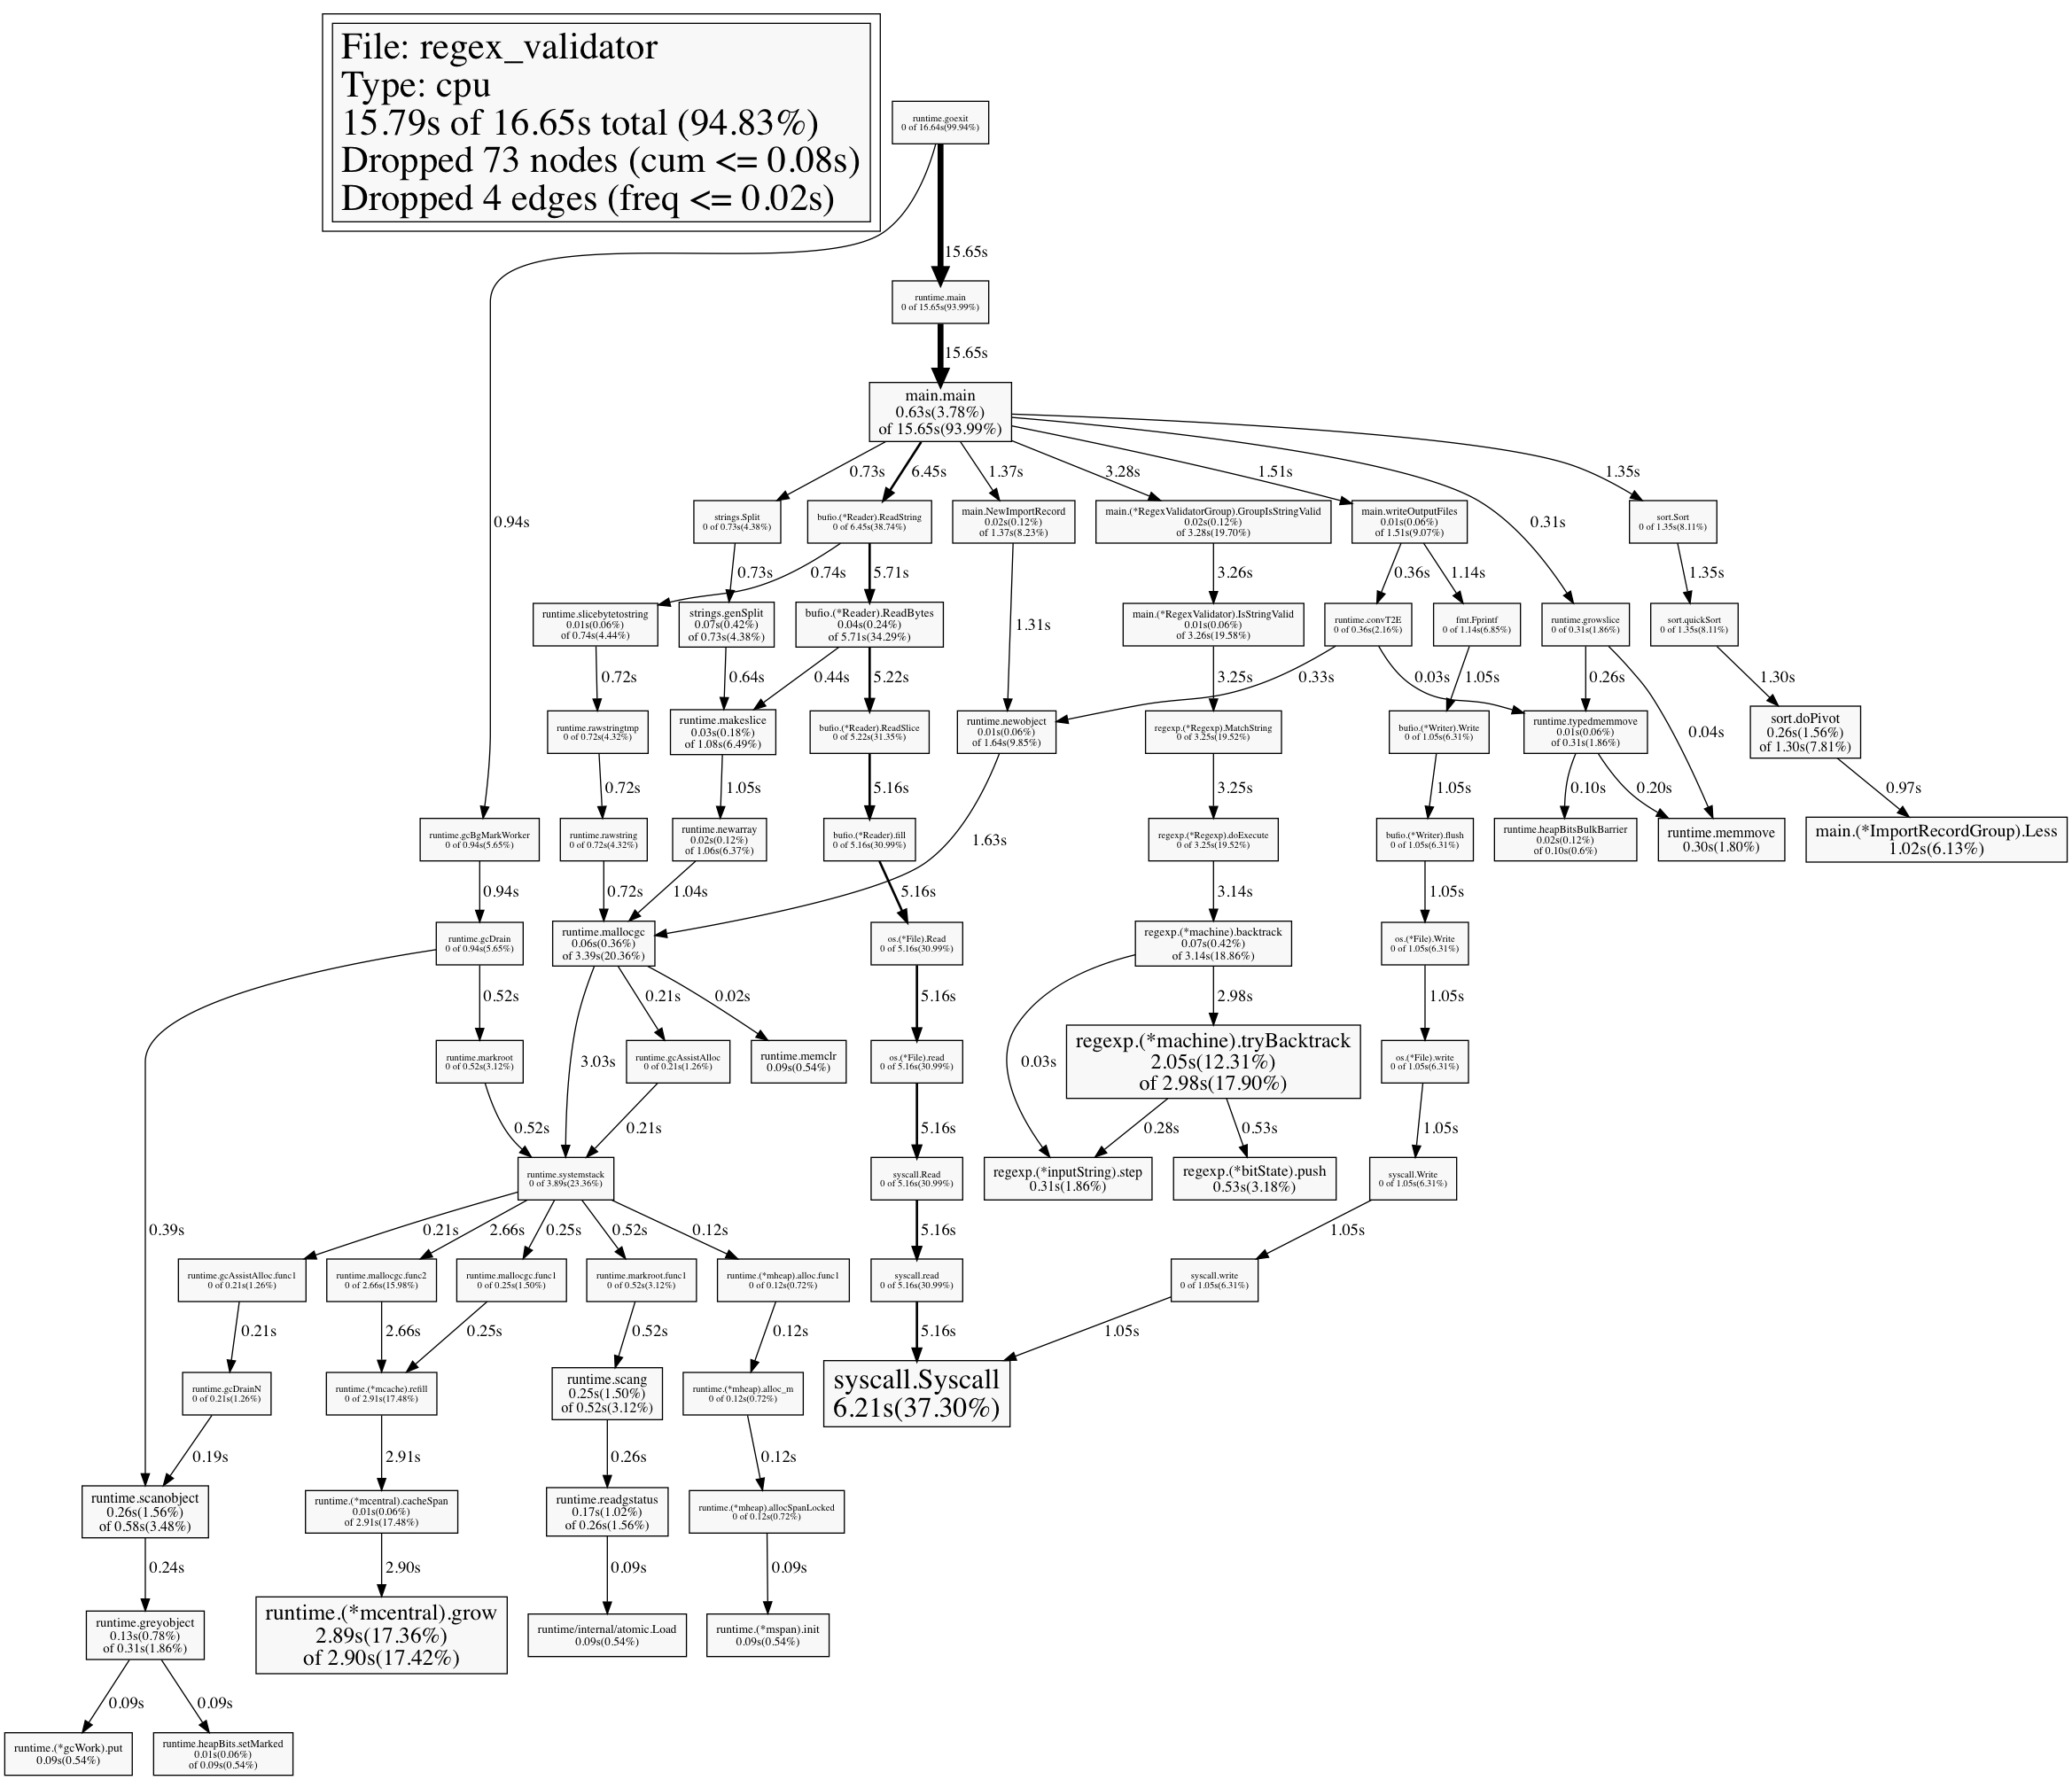 File: regex_validator
Type: cpu
15.79s of 16.65s total (94.83%)
Dropped 73 nodes (cum <= 0.08s)
Dropped 4 edges (freq <= 0.02s)
runtime.goexit
0 of 16.64s(99.94%)
15.65s
runtime.main
0 of 15.65s(93.99%)
15.65s
main.main
0.63s(3.78%)
of 15.65s(93.99%)
0.73s
6.45s
1.37s
3.28s
1.51s
1.35s
0.94s
0.31s
strings.Split
0 of 0.73s(4.38%)
bufio.(*Reader).ReadString
0 of 6.45s(38.74%)
main.NewImportRecord
0.02s(0.12%)
of 1.37s(8.23%)
main.(*RegexValidatorGroup).GroupIsStringValid
0.02s(0.12%)
of 3.28s(19.70%)
main.writeOutputFiles
0.01s(0.06%)
of 1.51s(9.07%)
sort.Sort
0 of 1.35s(8.11%)
0.73s
0.74s
5.71s
3.26s
0.36s
1.14s
1.35s
runtime.slicebytetostring
0.01s(0.06%)
of 0.74s(4.44%)
strings.genSplit
0.07s(0.42%)
of 0.73s(4.38%)
bufio.(*Reader).ReadBytes
0.04s(0.24%)
of 5.71s(34.29%)
1.31s
main.(*RegexValidator).IsStringValid
0.01s(0.06%)
of 3.26s(19.58%)
runtime.convT2E
0 of 0.36s(2.16%)
fmt.Fprintf
0 of 1.14s(6.85%)
runtime.growslice
0 of 0.31s(1.86%)
sort.quickSort
0 of 1.35s(8.11%)
0.72s
0.64s
0.44s
5.22s
3.25s
0.33s
0.03s
1.05s
0.26s
1.30s
runtime.rawstringtmp
0 of 0.72s(4.32%)
runtime.makeslice
0.03s(0.18%)
of 1.08s(6.49%)
bufio.(*Reader).ReadSlice
0 of 5.22s(31.35%)
runtime.newobject
0.01s(0.06%)
of 1.64s(9.85%)
regexp.(*Regexp).MatchString
0 of 3.25s(19.52%)
bufio.(*Writer).Write
0 of 1.05s(6.31%)
runtime.typedmemmove
0.01s(0.06%)
of 0.31s(1.86%)
0.04s
sort.doPivot
0.26s(1.56%)
of 1.30s(7.81%)
0.72s
1.05s
5.16s
3.25s
1.05s
0.10s
0.20s
0.97s
runtime.gcBgMarkWorker
0 of 0.94s(5.65%)
runtime.rawstring
0 of 0.72s(4.32%)
runtime.newarray
0.02s(0.12%)
of 1.06s(6.37%)
bufio.(*Reader).fill
0 of 5.16s(30.99%)
1.63s
regexp.(*Regexp).doExecute
0 of 3.25s(19.52%)
bufio.(*Writer).flush
0 of 1.05s(6.31%)
runtime.heapBitsBulkBarrier
0.02s(0.12%)
of 0.10s(0.6%)
runtime.memmove
0.30s(1.80%)
main.(*ImportRecordGroup).Less
1.02s(6.13%)
0.94s
0.72s
1.04s
5.16s
3.14s
1.05s
runtime.gcDrain
0 of 0.94s(5.65%)
runtime.mallocgc
0.06s(0.36%)
of 3.39s(20.36%)
os.(*File).Read
0 of 5.16s(30.99%)
regexp.(*machine).backtrack
0.07s(0.42%)
of 3.14s(18.86%)
os.(*File).Write
0 of 1.05s(6.31%)
0.52s
0.21s
0.02s
5.16s
2.98s
1.05s
runtime.markroot
0 of 0.52s(3.12%)
3.03s
runtime.gcAssistAlloc
0 of 0.21s(1.26%)
runtime.memclr
0.09s(0.54%)
os.(*File).read
0 of 5.16s(30.99%)
0.03s
regexp.(*machine).tryBacktrack
2.05s(12.31%)
of 2.98s(17.90%)
os.(*File).write
0 of 1.05s(6.31%)
0.52s
0.21s
5.16s
0.28s
0.53s
1.05s
runtime.systemstack
0 of 3.89s(23.36%)
syscall.Read
0 of 5.16s(30.99%)
regexp.(*inputString).step
0.31s(1.86%)
regexp.(*bitState).push
0.53s(3.18%)
syscall.Write
0 of 1.05s(6.31%)
0.39s
0.21s
2.66s
0.25s
0.52s
0.12s
5.16s
1.05s
runtime.gcAssistAlloc.func1
0 of 0.21s(1.26%)
runtime.mallocgc.func2
0 of 2.66s(15.98%)
runtime.mallocgc.func1
0 of 0.25s(1.50%)
runtime.markroot.func1
0 of 0.52s(3.12%)
runtime.(*mheap).alloc.func1
0 of 0.12s(0.72%)
syscall.read
0 of 5.16s(30.99%)
syscall.write
0 of 1.05s(6.31%)
0.21s
2.66s
0.25s
0.52s
0.12s
5.16s
1.05s
runtime.gcDrainN
0 of 0.21s(1.26%)
runtime.(*mcache).refill
0 of 2.91s(17.48%)
runtime.scang
0.25s(1.50%)
of 0.52s(3.12%)
runtime.(*mheap).alloc_m
0 of 0.12s(0.72%)
syscall.Syscall
6.21s(37.30%)
0.19s
2.91s
0.26s
0.12s
runtime.scanobject
0.26s(1.56%)
of 0.58s(3.48%)
runtime.(*mcentral).cacheSpan
0.01s(0.06%)
of 2.91s(17.48%)
runtime.readgstatus
0.17s(1.02%)
of 0.26s(1.56%)
runtime.(*mheap).allocSpanLocked
0 of 0.12s(0.72%)
0.24s
2.90s
0.09s
0.09s
runtime.greyobject
0.13s(0.78%)
of 0.31s(1.86%)
runtime.(*mcentral).grow
2.89s(17.36%)
of 2.90s(17.42%)
runtime/internal/atomic.Load
0.09s(0.54%)
runtime.(*mspan).init
0.09s(0.54%)
0.09s
0.09s
runtime.(*gcWork).put
0.09s(0.54%)
runtime.heapBits.setMarked
0.01s(0.06%)
of 0.09s(0.54%)